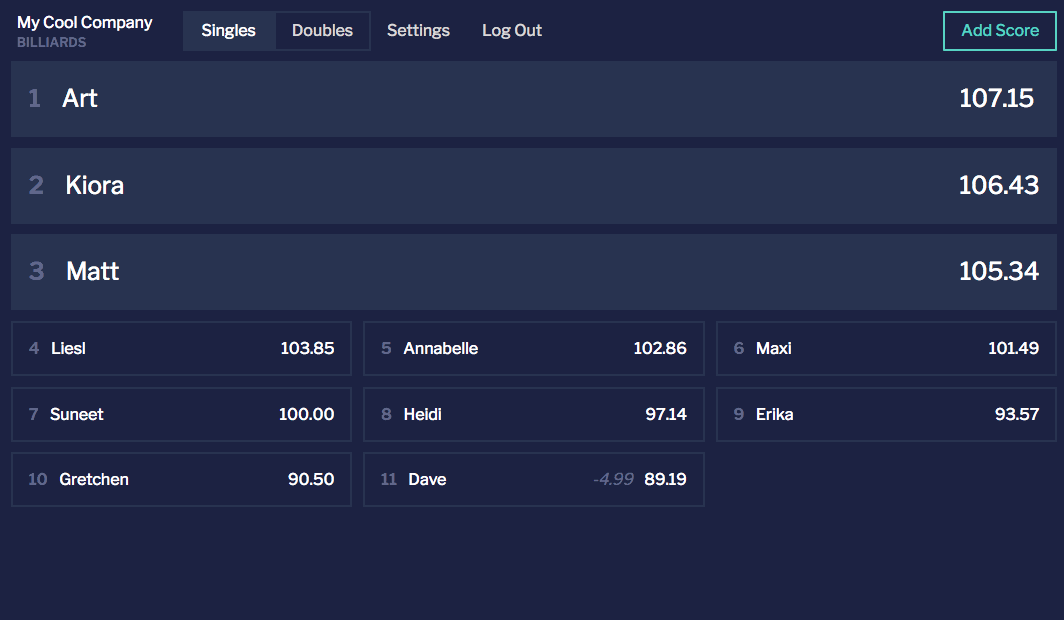 My Cool Company
BILLIARDS
Singles Doubles Settings Log Out Add Score
1 Art 107.15
2 Kiora 106.43
3 Matt 105.34
4 Liesl 103.85 5 Annabelle 102.86 6 Maxi 101.49
7 Suneet 100.00 8 Heidi 97.14 9 Erika 93.57
10 Gretchen 90.50 11 Dave -4.99 89.19